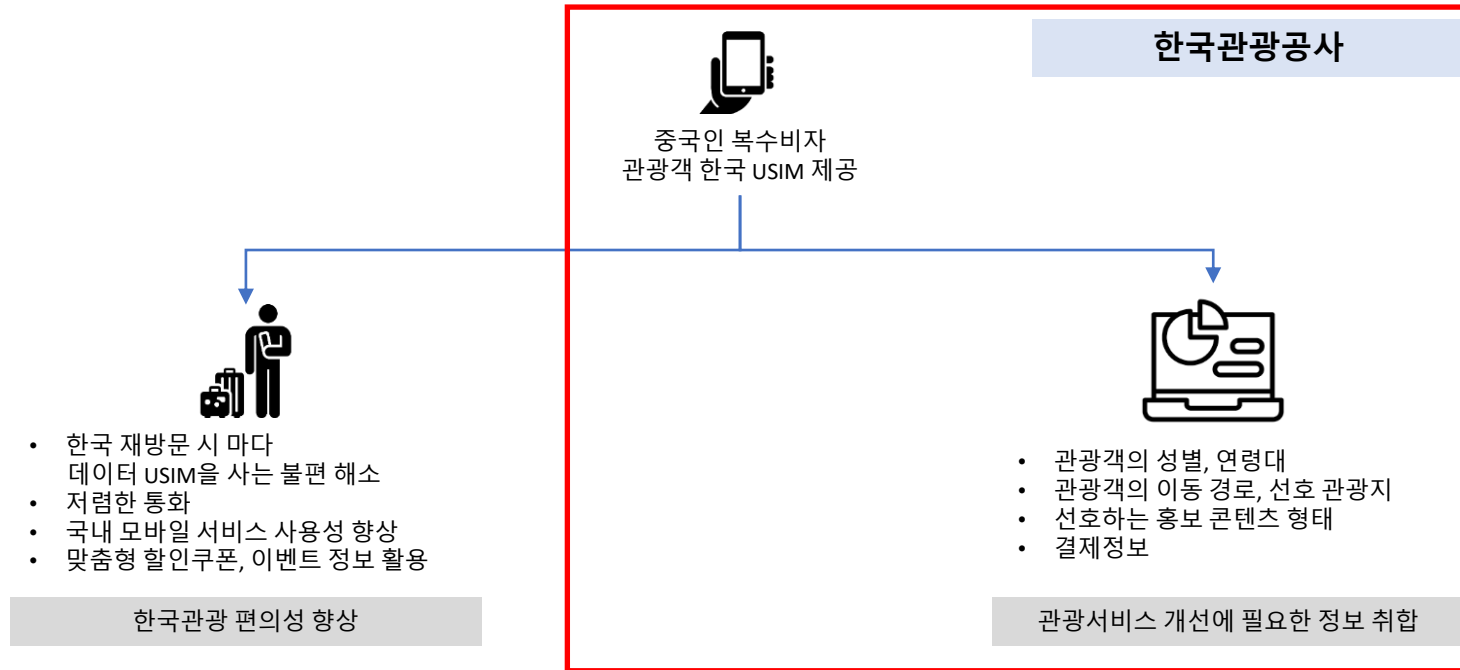 한국관광공사
중국인 복수비자
관광객 한국 USIM 제공
• 한국 재방문 시 마다
데이터 USIM을 사는 불편 해소
• 저렴한 통화
• 국내 모바일 서비스 사용성 향상
• 맞춤형 할인쿠폰, 이벤트 정보 활용
한국관광 편의성 향상
• 관광객의 성별, 연령대
• 관광객의 이동 경로, 선호 관광지
• 선호하는 홍보 콘텐츠 형태
• 결제정보
관광서비스 개선에 필요한 정보 취합